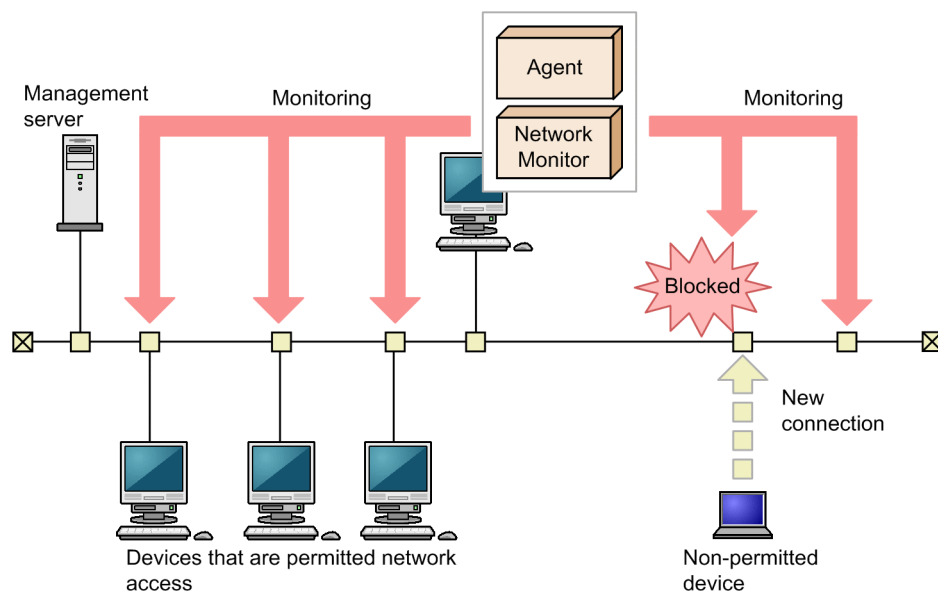 Agent
Network
Monitor
Management
server
Monitoring
Monitoring
Blocked
New
connection
Devices that are permitted network
access
Non-permitted
device